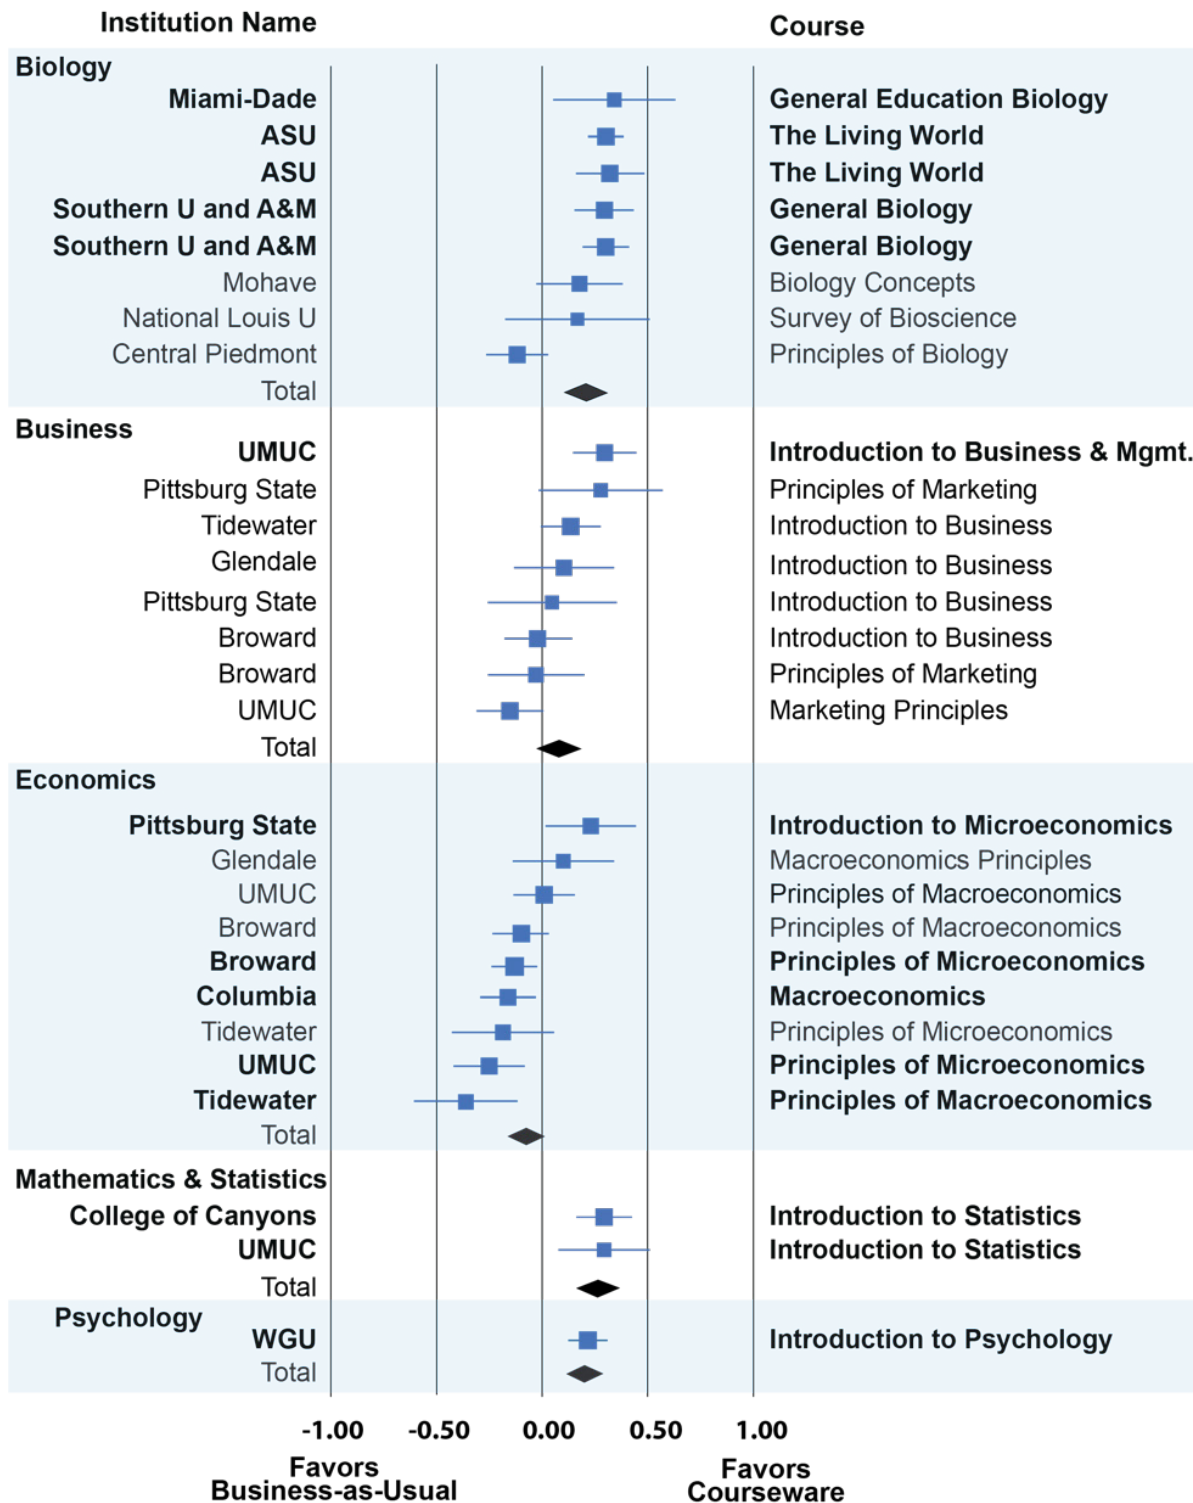 Institution Name Course
Biology
Miami-Dade General Education Biology
ASU The Living World
ASU The Living World
Southern U and A&M General Biology
Southern U and A&M General Biology
Mohave Biology Concepts
National Louis U Survey of Bioscience
Central Piedmont Principles of Biology
Total
Business
UMUC Introduction to Business & Mgmt.
Pittsburg State Principles of Marketing
Tidewater Introduction to Business
Glendale Introduction to Business
Pittsburg State Introduction to Business
Broward Introduction to Business
Broward Principles of Marketing
UMUC Marketing Principles
Total
Economics
Pittsburg State Introduction to Microeconomics
Glendale Macroeconomics Principles
UMUC Principles of Macroeconomics
Broward Principles of Macroeconomics
Broward Principles of Microeconomics
Columbia Macroeconomics
Tidewater Principles of Microeconomics
UMUC Principles of Microeconomics
Tidewater Principles of Macroeconomics
Total
Mathematics & Statistics
College of Canyons Introduction to Statistics
UMUC Introduction to Statistics
Total
Psychology
WGU Introduction to Psychology
Total
-1.00 -0.50 0.00 0.50 1.00
Favors Favors
Business-as-Usual Courseware